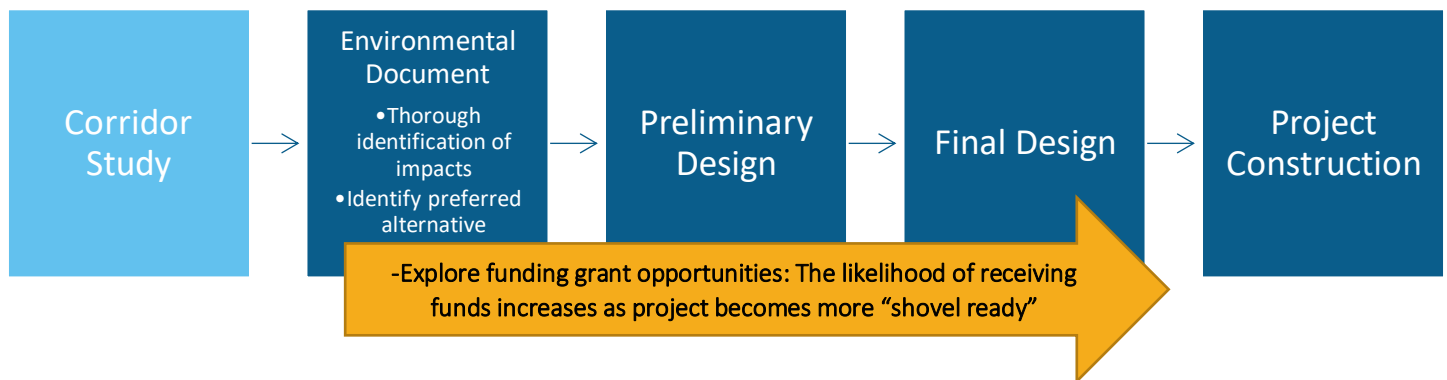 Corridor
Study
Environmental
Document
•Thorough
identification of
impacts
•Identify preferred
alternative
Preliminary
Design
Final Design
Project
Construction
-Explore funding grant opportunities: The likelihood of receiving
funds increases as project becomes more “shovel ready”